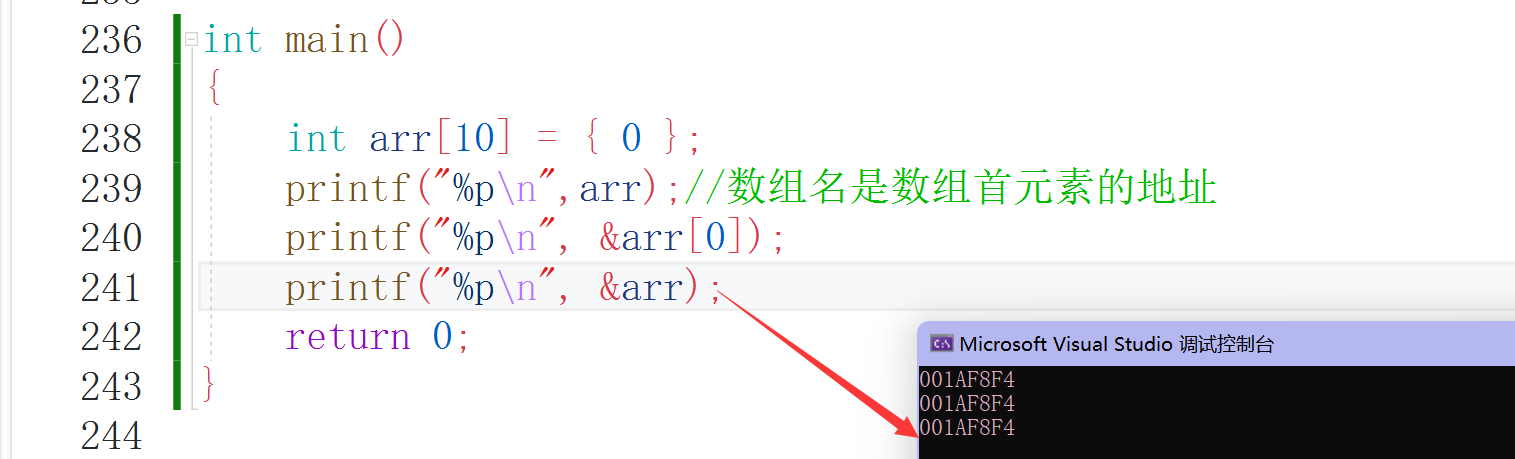 236 int main()
237 {
238 int arr[10] = { 0 };
239 printf("%p\n",arr);//数组名是数组首元素的地址
240 printf("%p\n", &arr[0]);
241 printf("%p\n", &arr);
242 return 0;
243 }
244
Microsoft Visual Studio 调试控制台
001AF8F4
001AF8F4
001AF8F4